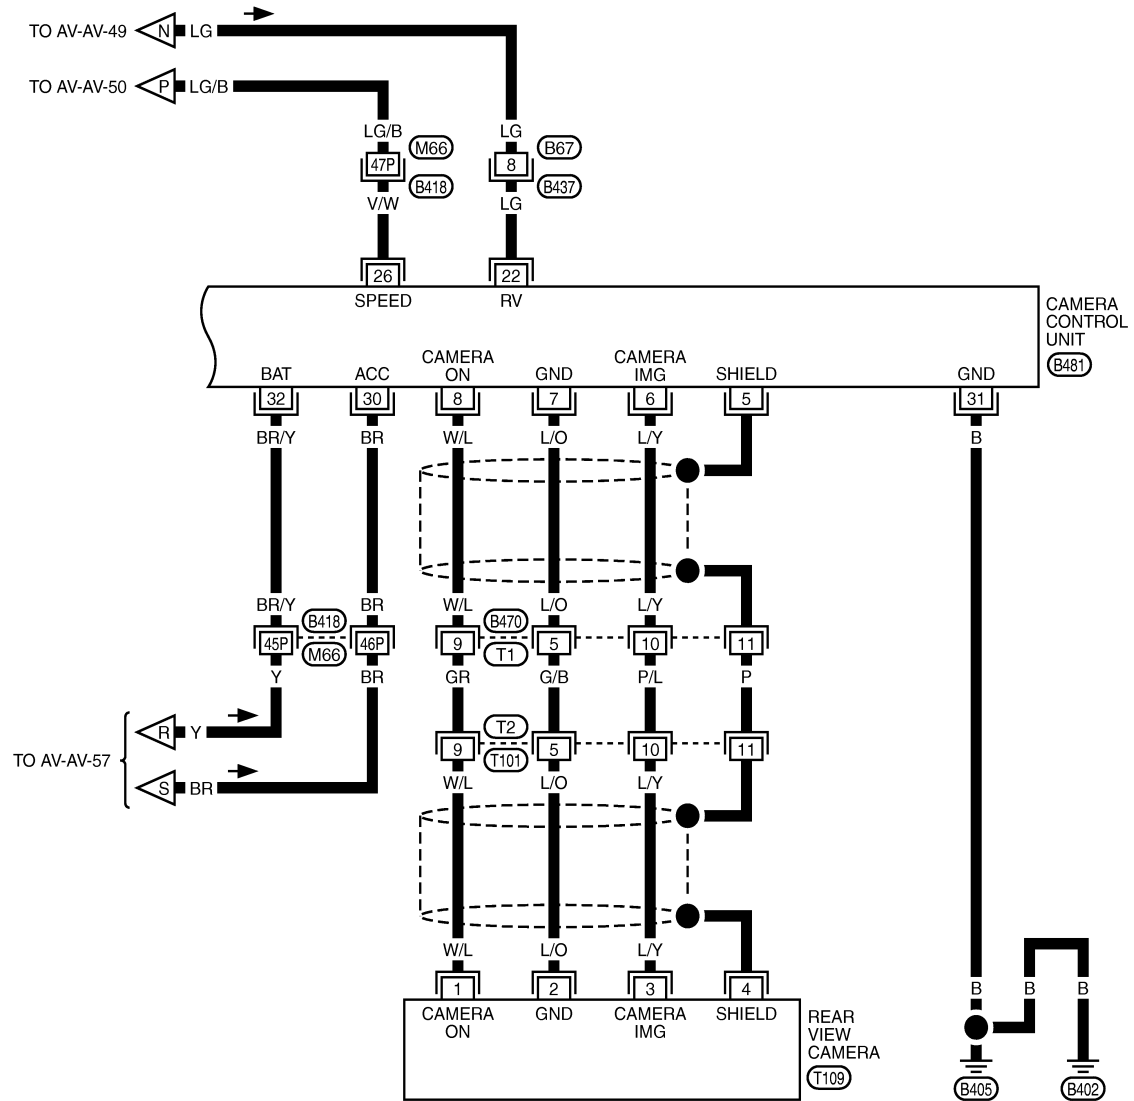 TO AV-AV-49 N LG
TO AV-AV-50 P LG/B
LG/B LG
M66 B67
47P 8
B418 B437
V/W LG
26 22
SPEED RV
CAMERA
CONTROL
UNIT
B481
BAT ACC CAMERA
ON GND CAMERA
IMG SHIELD GND
32 30 8 7 6 5 31
BR/Y BR W/L L/O L/Y B
BR/Y BR W/L L/O L/Y
B418 B470
45P 46P 9 5 10 11
M66 T1
Y BR GR G/B P/L P
R Y
T2
9 5 10 11
T101
TO AV-AV-57
S BR
W/L L/O L/Y
W/L L/O L/Y
1 2 3 4
B B B
CAMERA
ON GND CAMERA
IMG SHIELD
REAR
VIEW
CAMERA
T109
B405 B402